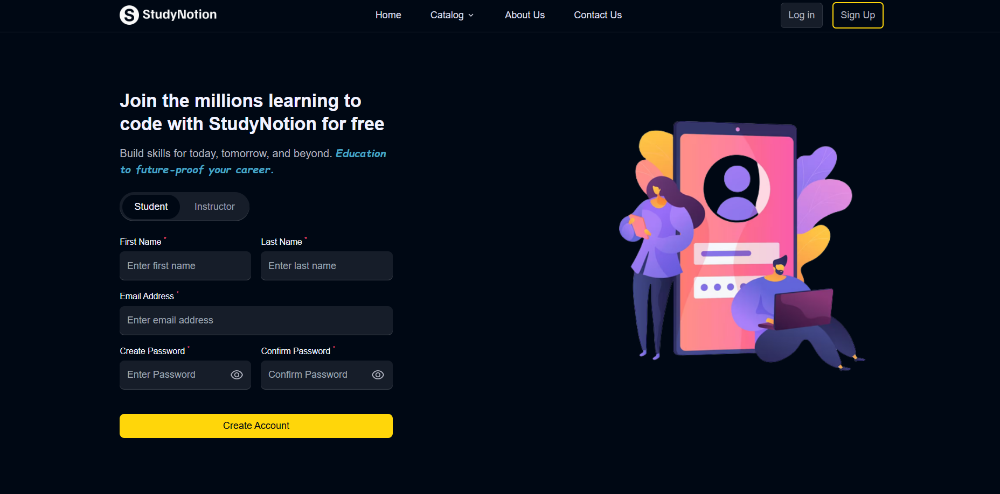 StudyNotion
Home Catalog About Us Contact Us Log in Sign Up
Join the millions learning to
code with StudyNotion for free
Build skills for today, tomorrow, and beyond. Education
to future-proof your career.
Student Instructor
First Name * Last Name *
Enter first name Enter last name
Email Address *
Enter email address
Create Password * Confirm Password *
Enter Password Confirm Password
Create Account